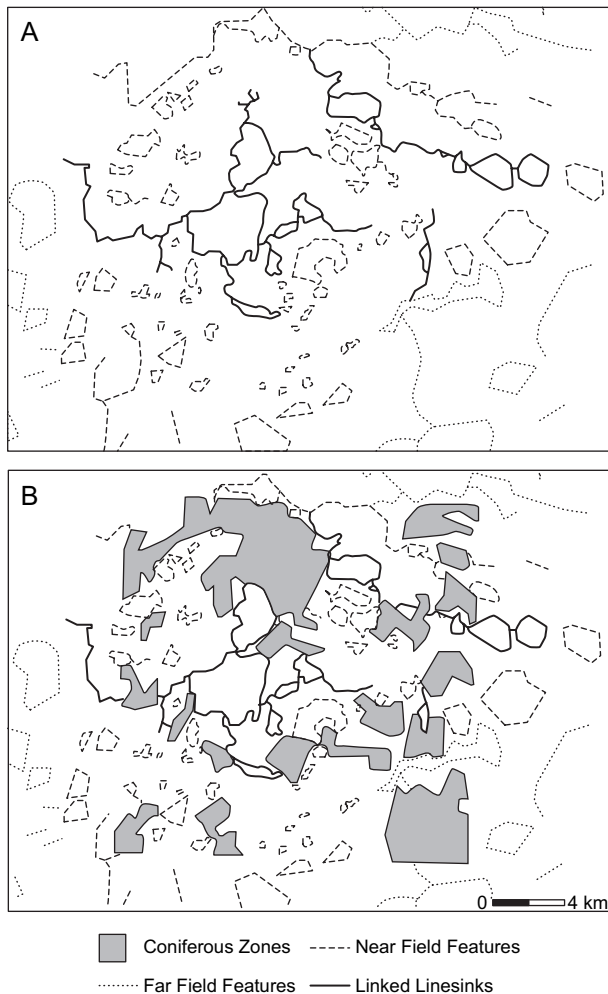 A
B
0 4 km
Coniferous Zones Near Field Features
Far Field Features Linked Linesinks